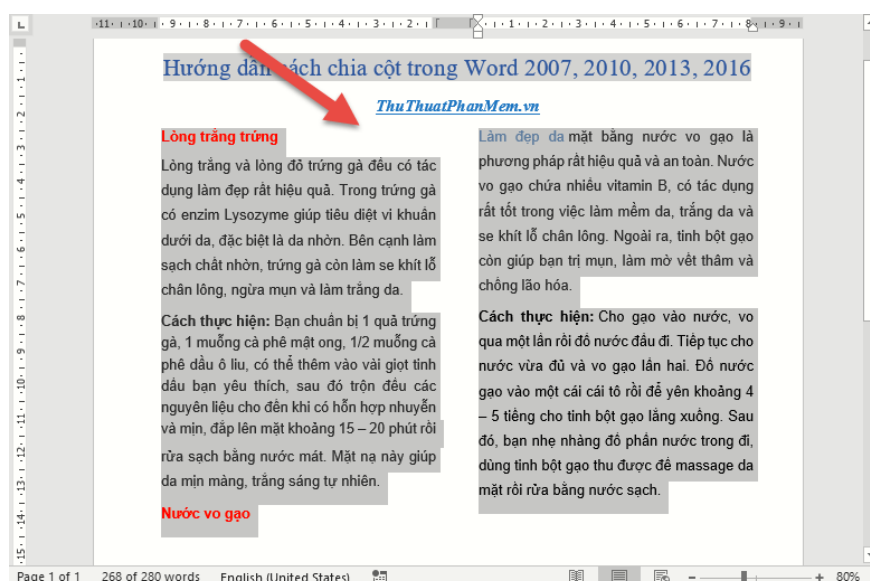 Hướng dẫn cách chia cột trong Word 2007, 2010, 2013, 2016
ThuThuatPhanMem.vn
Lòng trắng trứng
Lòng trắng và lòng đỏ trứng gà đều có tác
dụng làm đẹp rất hiệu quả. Trong trứng gà
có enzim Lysozyme giúp tiêu diệt vi khuẩn
dưới da, đặc biệt là da nhờn. Bên cạnh làm
sạch chất nhờn, trứng gà còn làm se khít lỗ
chân lông, ngừa mụn và làm trắng da.
Cách thực hiện: Bạn chuẩn bị 1 quả trứng
gà, 1 muỗng cà phê mật ong, 1/2 muỗng cà
phê dầu ô liu, có thể thêm vào vài giọt tinh
dầu bạn yêu thích, sau đó trộn đều các
nguyên liệu cho đến khi có hỗn hợp nhuyễn
và mịn, đắp lên mặt khoảng 15 – 20 phút rồi
rửa sạch bằng nước mát. Mặt nạ này giúp
da mịn màng, trắng sáng tự nhiên.
Nước vo gạo
Làm đẹp da mặt bằng nước vo gạo là
phương pháp rất hiệu quả và an toàn. Nước
vo gạo chứa nhiều vitamin B, có tác dụng
rất tốt trong việc làm mềm da, trắng da và
se khít lỗ chân lông. Ngoài ra, tinh bột gạo
còn giúp bạn trị mụn, làm mờ vết thâm và
chống lão hóa.
Cách thực hiện: Cho gạo vào nước, vo
qua một lần rồi đổ nước đầu đi. Tiếp tục cho
nước vừa đủ và vo gạo lần hai. Đổ nước
gạo vào một cái cái tô rồi để yên khoảng 4
– 5 tiếng cho tinh bột gạo lắng xuống. Sau
đó, bạn nhẹ nhàng đổ phần nước trong đi,
dùng tinh bột gạo thu được để massage da
mặt rồi rửa bằng nước sạch.
Page 1 of 1 268 of 280 words English (United States) 80%